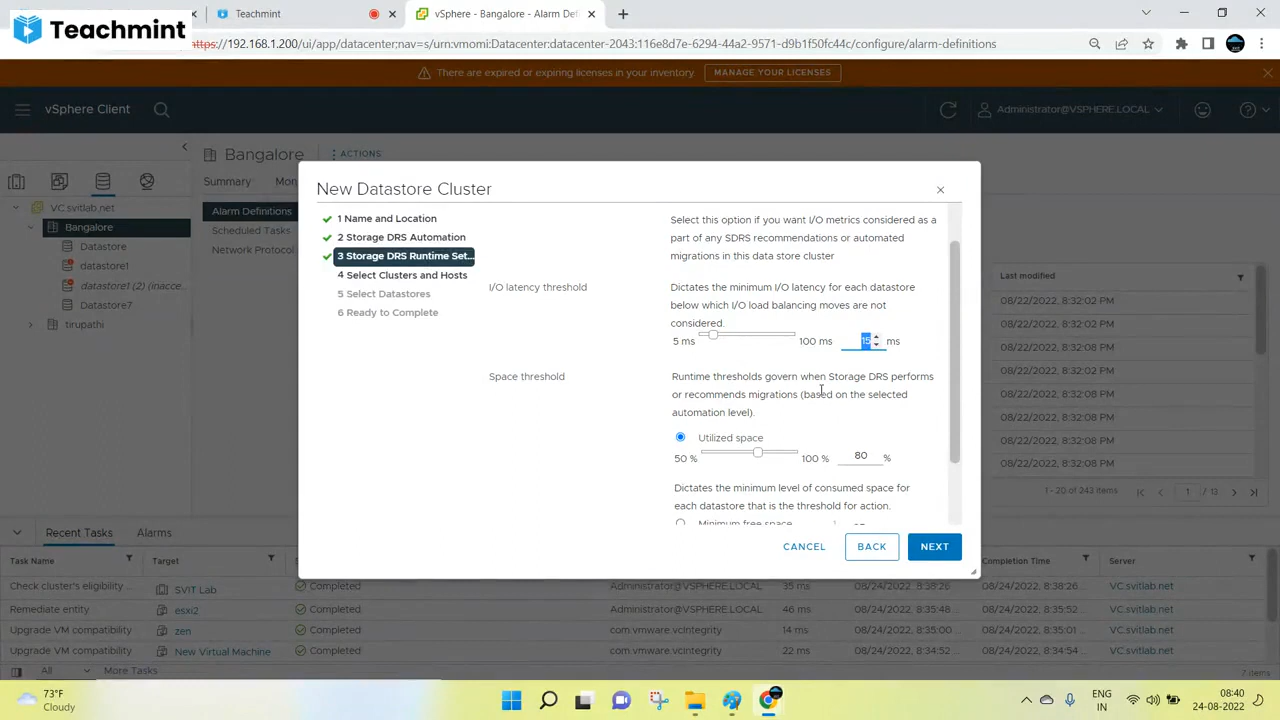 Teachmint
Teachmint
vSphere - Bangalore - Alarm De
https://192.168.1.200/ui/app/datacenter;nav=s/urn:vmomi:Datacenter:datacenter-2043:116e8d7e-6294-44a2-9571-d9b1f50fc44c/configure/alarm-definitions
There are expired or expiring licenses in your inventory
MANAGE YOUR LICENSES
vSphere Client
Administrator@VSPHERE.LOCAL
Bangalore
ACTIONS
Summary
Mon
VC.svitlab.net
Bangalore
Datastore
datastore1
datastore1 (2) (inacce...
Datastore7
tirupathi
Alarm Definitions
Scheduled Tasks
Network Protocol
New Datastore Cluster
1 Name and Location
2 Storage DRS Automation
3 Storage DRS Runtime Set...
4 Select Clusters and Hosts
5 Select Datastores
6 Ready to Complete
Select this option if you want I/O metrics considered as a
part of any SDRS recommendations or automated
migrations in this data store cluster
I/O latency threshold
Dictates the minimum I/O latency for each datastore
below which I/O load balancing moves are not
considered.
5 ms
100 ms
15
ms
Space threshold
Runtime thresholds govern when Storage DRS performs
or recommends migrations (based on the selected
automation level).
Utilized space
50 %
100 %
80
%
Dictates the minimum level of consumed space for
each datastore that is the threshold for action.
Minimum free space
CANCEL
BACK
NEXT
Last modified
08/22/2022, 8:32:02 PM
08/22/2022, 8:32:02 PM
08/22/2022, 8:32:08 PM
08/22/2022, 8:32:08 PM
08/22/2022, 8:32:08 PM
08/22/2022, 8:32:08 PM
08/22/2022, 8:32:08 PM
08/22/2022, 8:32:08 PM
1 - 20 of 243 items
1
/ 13
Recent Tasks
Alarms
Task Name
Target
Completion Time
Server
Check cluster's eligibility ...
SVIT Lab
Completed
Administrator@VSPHERE.LOCAL
35 ms
08/24/2022, 8:38:26
08/24/2022, 8:38:26
VC.svitlab.net
Remediate entity
esxi2
Completed
Administrator@VSPHERE.LOCAL
46 ms
08/24/2022, 8:35:48
08/24/2022, 8:35:52
VC.svitlab.net
Upgrade VM compatibility
zen
Completed
com.vmware.vcIntegrity
14 ms
08/24/2022, 8:35:00
08/24/2022, 8:35:01
VC.svitlab.net
Upgrade VM compatibility
New Virtual Machine
Completed
com.vmware.vcIntegrity
22 ms
08/24/2022, 8:34:52
08/24/2022, 8:34:54
VC.svitlab.net
All
More Tasks
7 items
73°F
Cloudy
ENG
IN
08:40
24-08-2022